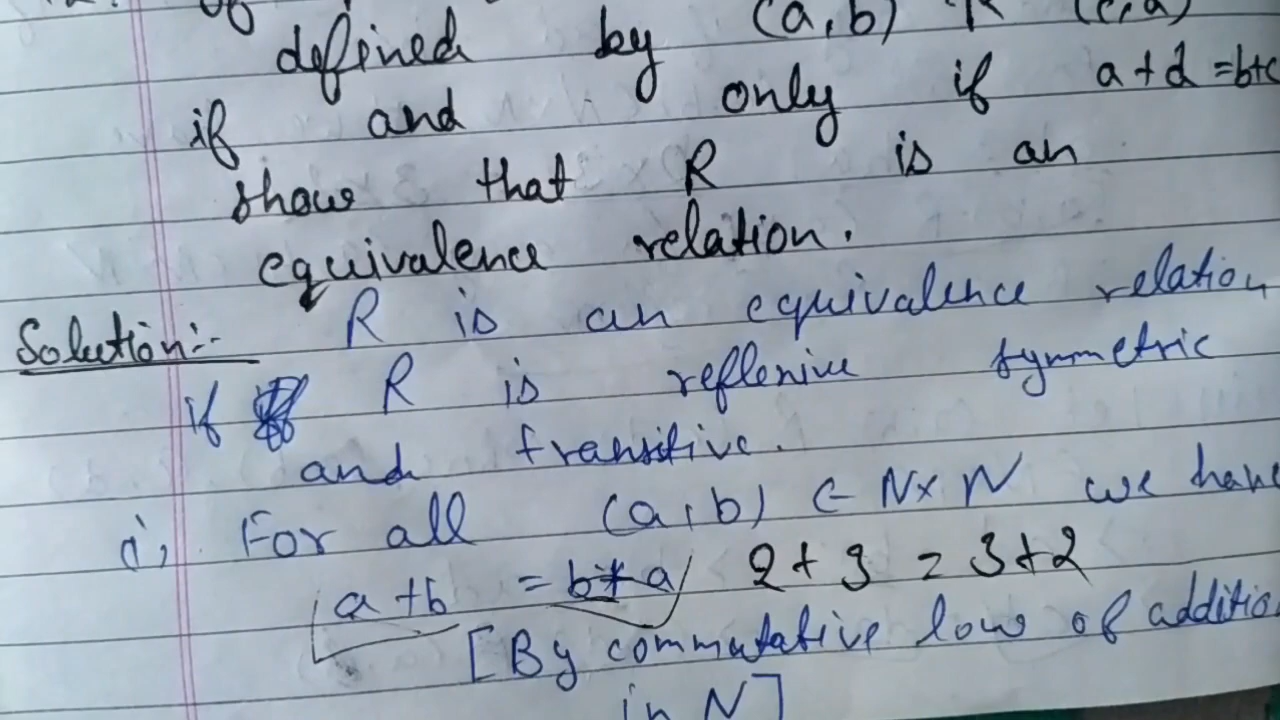 defined by (a,b) R (c,d)
if and only if a+d =b+c
show that R is an
equivalence relation.
Solution:- R is an equivalence relation
if R is reflexive symmetric
and transitive.
i, For all (a,b) ∈ N×N we have
a+b = b+a 2+3 = 3+2
[By commutative low of addition
in N]